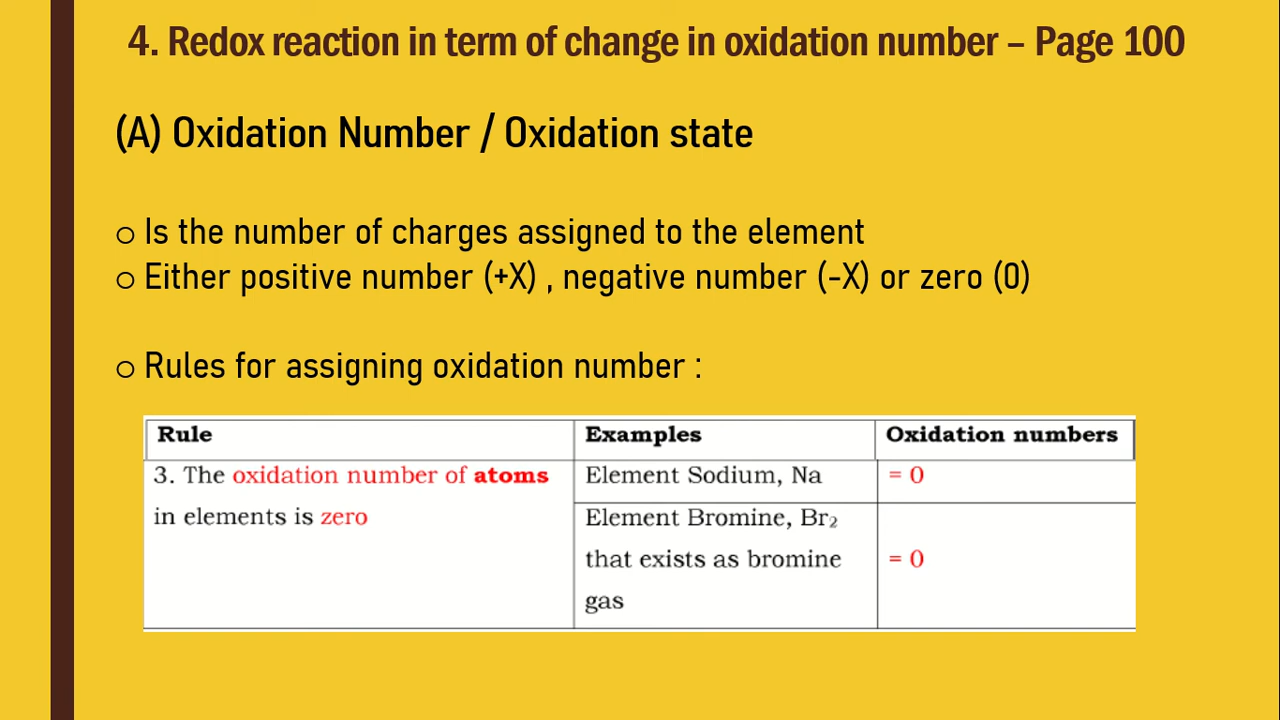 4. Redox reaction in term of change in oxidation number – Page 100
(A) Oxidation Number / Oxidation state
o Is the number of charges assigned to the element
o Either positive number (+X) , negative number (-X) or zero (0)
o Rules for assigning oxidation number :
Rule Examples Oxidation numbers
3. The oxidation number of atoms
in elements is zero
Element Sodium, Na = 0
Element Bromine, Br₂
that exists as bromine
gas
= 0